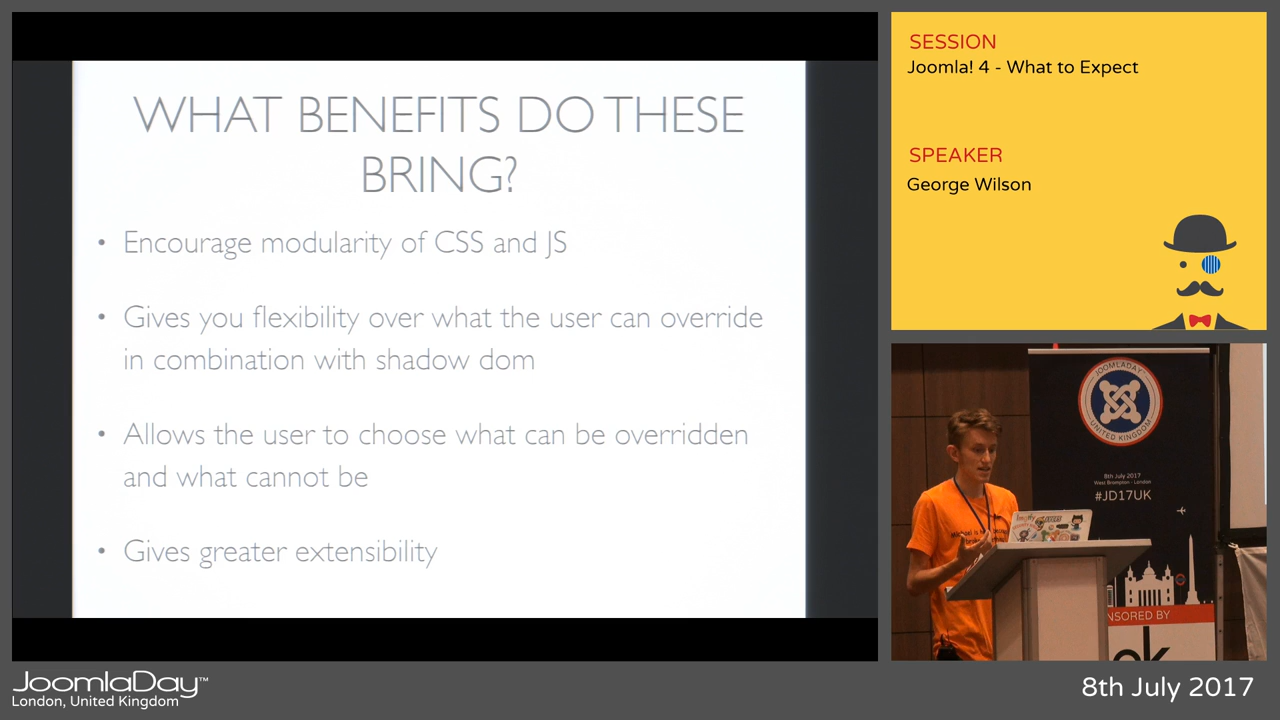 WHAT BENEFITS DO THESE
BRING?
• Encourage modularity of CSS and JS
• Gives you flexibility over what the user can override
in combination with shadow dom
• Allows the user to choose what can be overridden
and what cannot be
• Gives greater extensibility
SESSION
Joomla! 4 - What to Expect
SPEAKER
George Wilson
JOOMLADAY
UNITED KINGDOM
8th July 2017
West Brompton - London
#JD17UK
NSORED BY
JoomlaDay™
London, United Kingdom
8th July 2017